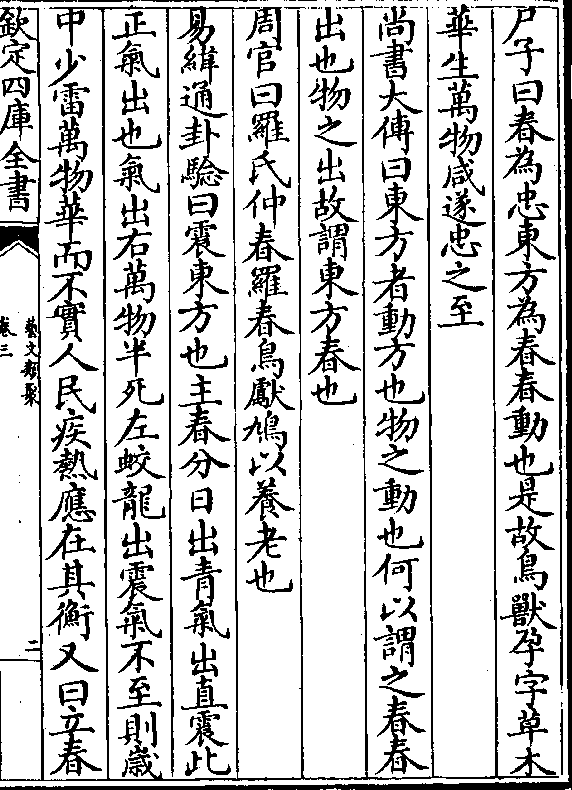 尸子曰春為忠東方為春春動也是故鳥獸孕字草木
華生萬物咸遂忠之至
尚書大傳曰東方者動方也物之動也何以謂之春春
出也物之出故謂東方春也
周官曰羅氏仲春羅春鳥獻鳩以養老也
易緯通卦驗曰震東方也主春分日出青氣出直震此
正氣出也氣出右萬物半死左蛟龍出震氣不至則歲
中少雷萬物華而不實人民疾熱應在其衝又曰立春
欽定四庫全書
藝文類聚
卷三
二